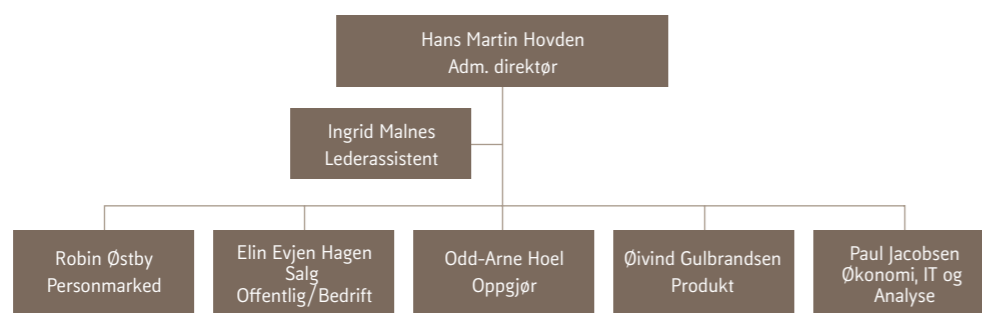 Hans Martin Hovden
Adm. direktør
Ingrid Malnes
Lederassistent
Robin Østby
Personmarked
Elin Evjen Hagen
Salg
Offentlig/Bedrift
Odd-Arne Hoel
Oppgjør
Øivind Gulbrandsen
Produkt
Paul Jacobsen
Økonomi, IT og
Analyse